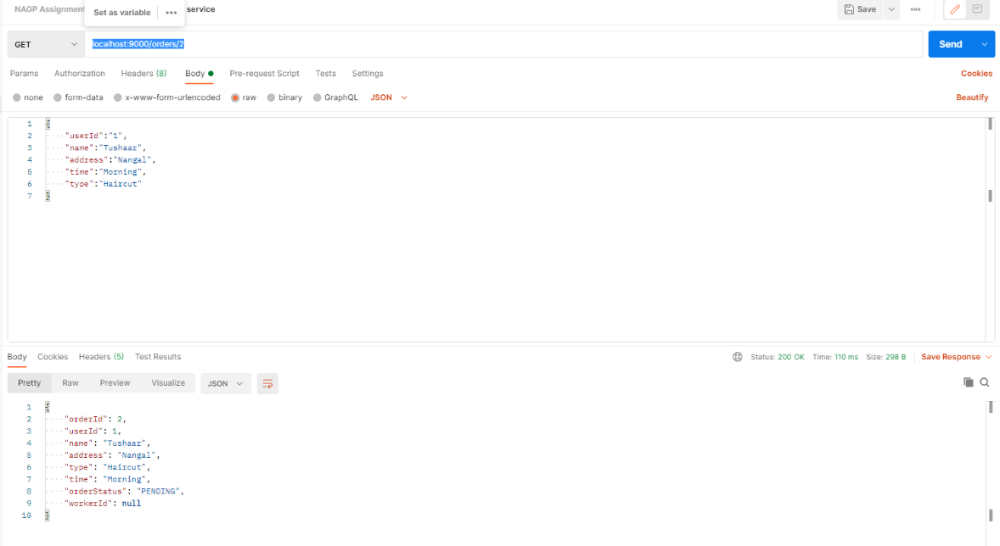 NAGP Assignment Set as variable ••• service Save •••
GET localhost:9000/orders/2 Send
Params Authorization Headers (8) Body Pre-request Script Tests Settings Cookies
none form-data x-www-form-urlencoded raw binary GraphQL JSON Beautify
1 {
2 "userId":"1",
3 "name":"Tushaar",
4 "address":"Nangal",
5 "time":"Morning",
6 "type":"Haircut"
7 }
Body Cookies Headers (5) Test Results Status: 200 OK Time: 110 ms Size: 298 B Save Response
Pretty Raw Preview Visualize JSON
1 {
2 "orderId": 2,
3 "userId": 1,
4 "name": "Tushaar",
5 "address": "Nangal",
6 "type": "Haircut",
7 "time": "Morning",
8 "orderStatus": "PENDING",
9 "workerId": null
10 }